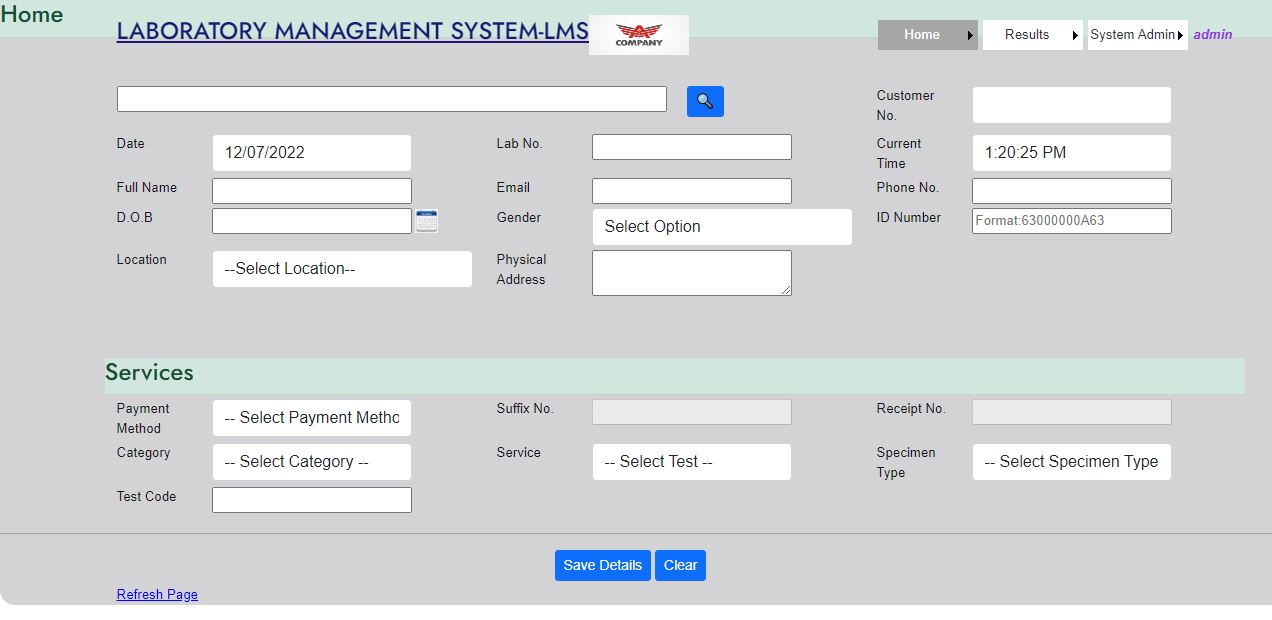 Home
LABORATORY MANAGEMENT SYSTEM-LMS
COMPANY
Home
Results
System Admin
admin
Customer
No.
Date
12/07/2022
Lab No.
Current
Time
1:20:25 PM
Full Name
Email
Phone No.
D.O.B
Gender
Select Option
ID Number
Format:63000000A63
Location
--Select Location--
Physical
Address
Services
Payment
Method
-- Select Payment Metho
Suffix No.
Receipt No.
Category
-- Select Category --
Service
-- Select Test --
Specimen
Type
-- Select Specimen Type
Test Code
Save Details
Clear
Refresh Page